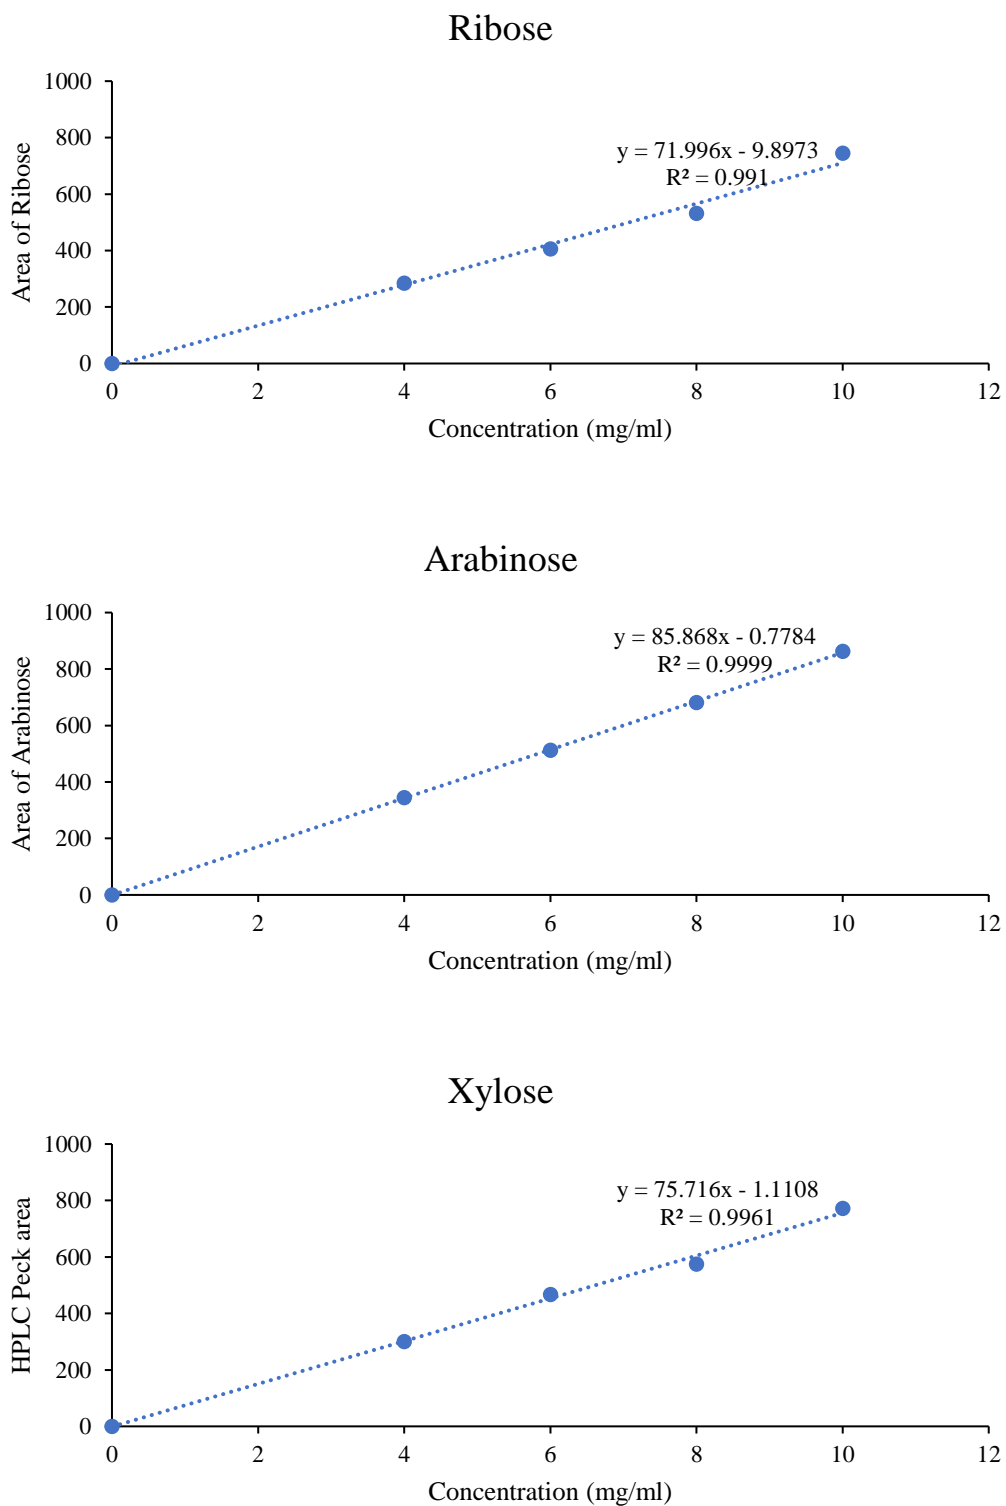 Ribose
1000
800
600
400
200
0
y = 71.996x - 9.8973
R² = 0.991
Area of Ribose
0 2 4 6 8 10 12
Concentration (mg/ml)
Arabinose
1000
800
600
400
200
0
y = 85.868x - 0.7784
R² = 0.9999
Area of Arabinose
0 2 4 6 8 10 12
Concentration (mg/ml)
Xylose
1000
800
600
400
200
0
y = 75.716x - 1.1108
R² = 0.9961
HPLC Peck area
0 2 4 6 8 10 12
Concentration (mg/ml)